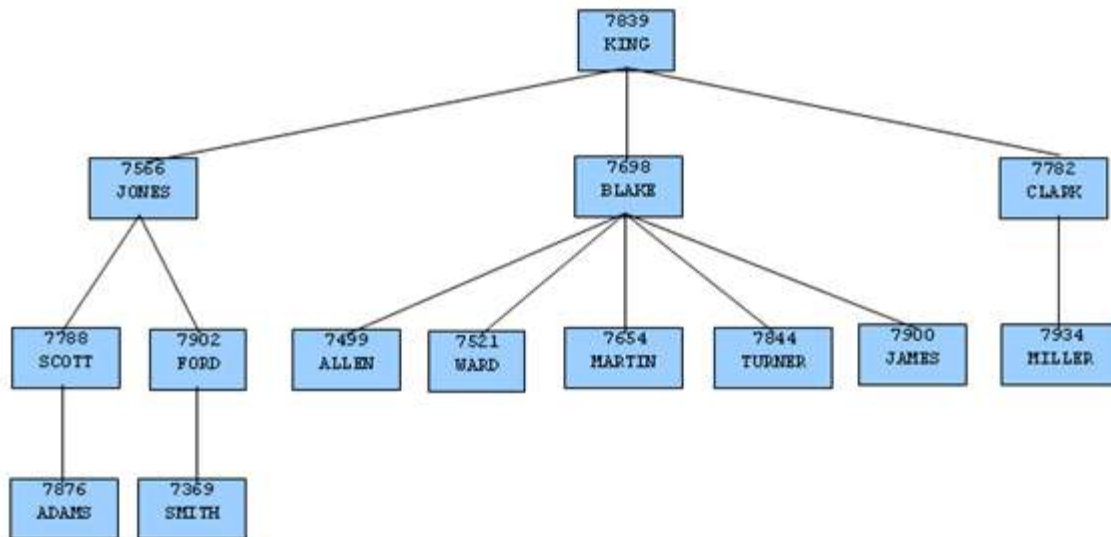 7839
KING
7566
JONES
7698
BLAKE
7782
CLARK
7788
SCOTT
7902
FORD
7499
ALLEN
7521
WARD
7654
MARTIN
7844
TURNER
7900
JAMES
7934
MILLER
7876
ADAMS
7369
SMITH